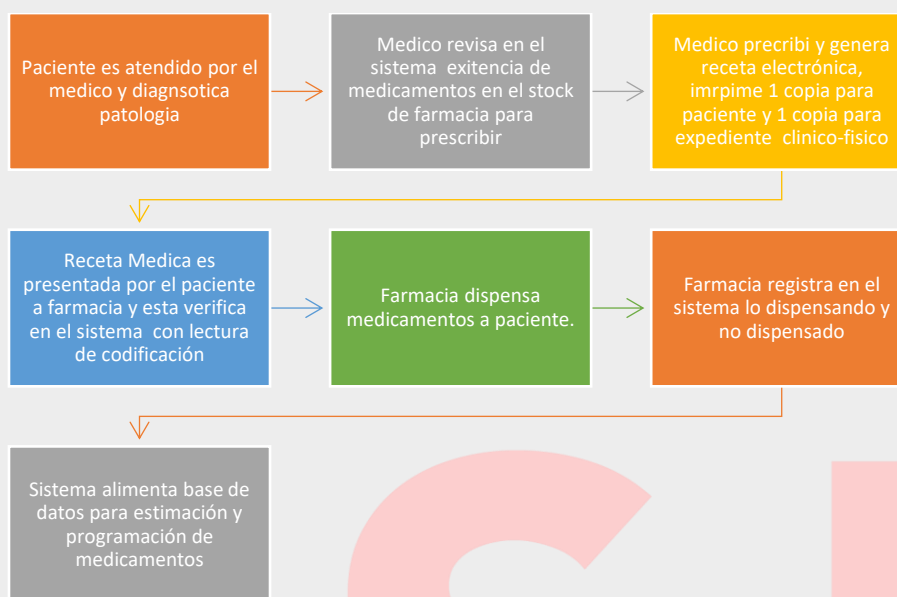 Paciente es atendido por el
medico y diagnsotica
patologia
Medico revisa en el
sistema exitencia de
medicamentos en el stock
de farmacia para
prescribir
Medico precribi y genera
receta electrónica,
imrpime 1 copia para
paciente y 1 copia para
expediente clinico-fisico
Receta Medica es
presentada por el paciente
a farmacia y esta verifica
en el sistema con lectura
de codificación
Farmacia dispensa
medicamentos a paciente.
Farmacia registra en el
sistema lo dispensando y
no dispensado
Sistema alimenta base de
datos para estimación y
programación de
medicamentos